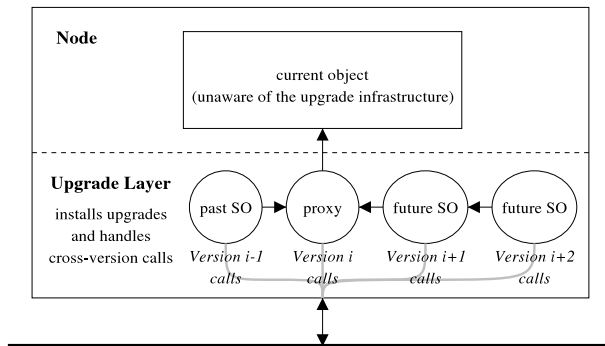 Node
current object
(unaware of the upgrade infrastructure)
Upgrade Layer
installs upgrades
and handles
cross-version calls
past SO
proxy
future SO
future SO
Version i-1
calls
Version i
calls
Version i+1
calls
Version i+2
calls